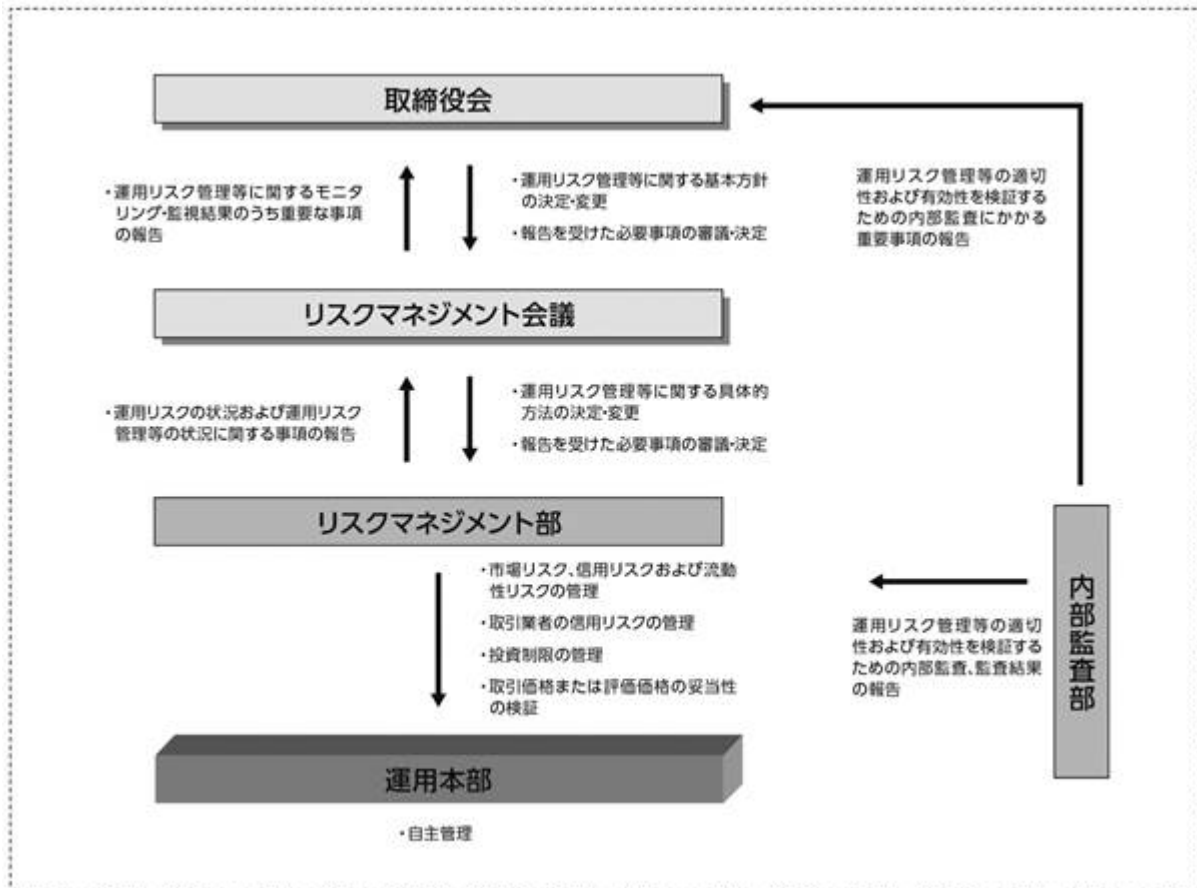 取締役会
・運用リスク管理等に関するモニタ
リング・監視結果のうち重要な事項
の報告
・運用リスク管理等に関する基本方針
の決定・変更
・報告を受けた必要事項の審議・決定
運用リスク管理等の適切
性および有効性を検証す
るための内部監査にかかる
重要事項の報告
リスクマネジメント会議
・運用リスクの状況および運用リスク
管理等の状況に関する事項の報告
・運用リスク管理等に関する具体的
方法の決定・変更
・報告を受けた必要事項の審議・決定
リスクマネジメント部
・市場リスク、信用リスクおよび流動
性リスクの管理
・取引業者の信用リスクの管理
・投資制限の管理
・取引価格または評価価格の妥当性
の検証
運用リスク管理等の適切
性および有効性を検証する
ための内部監査、監査結果
の報告
内部監査部
運用本部
・自主管理